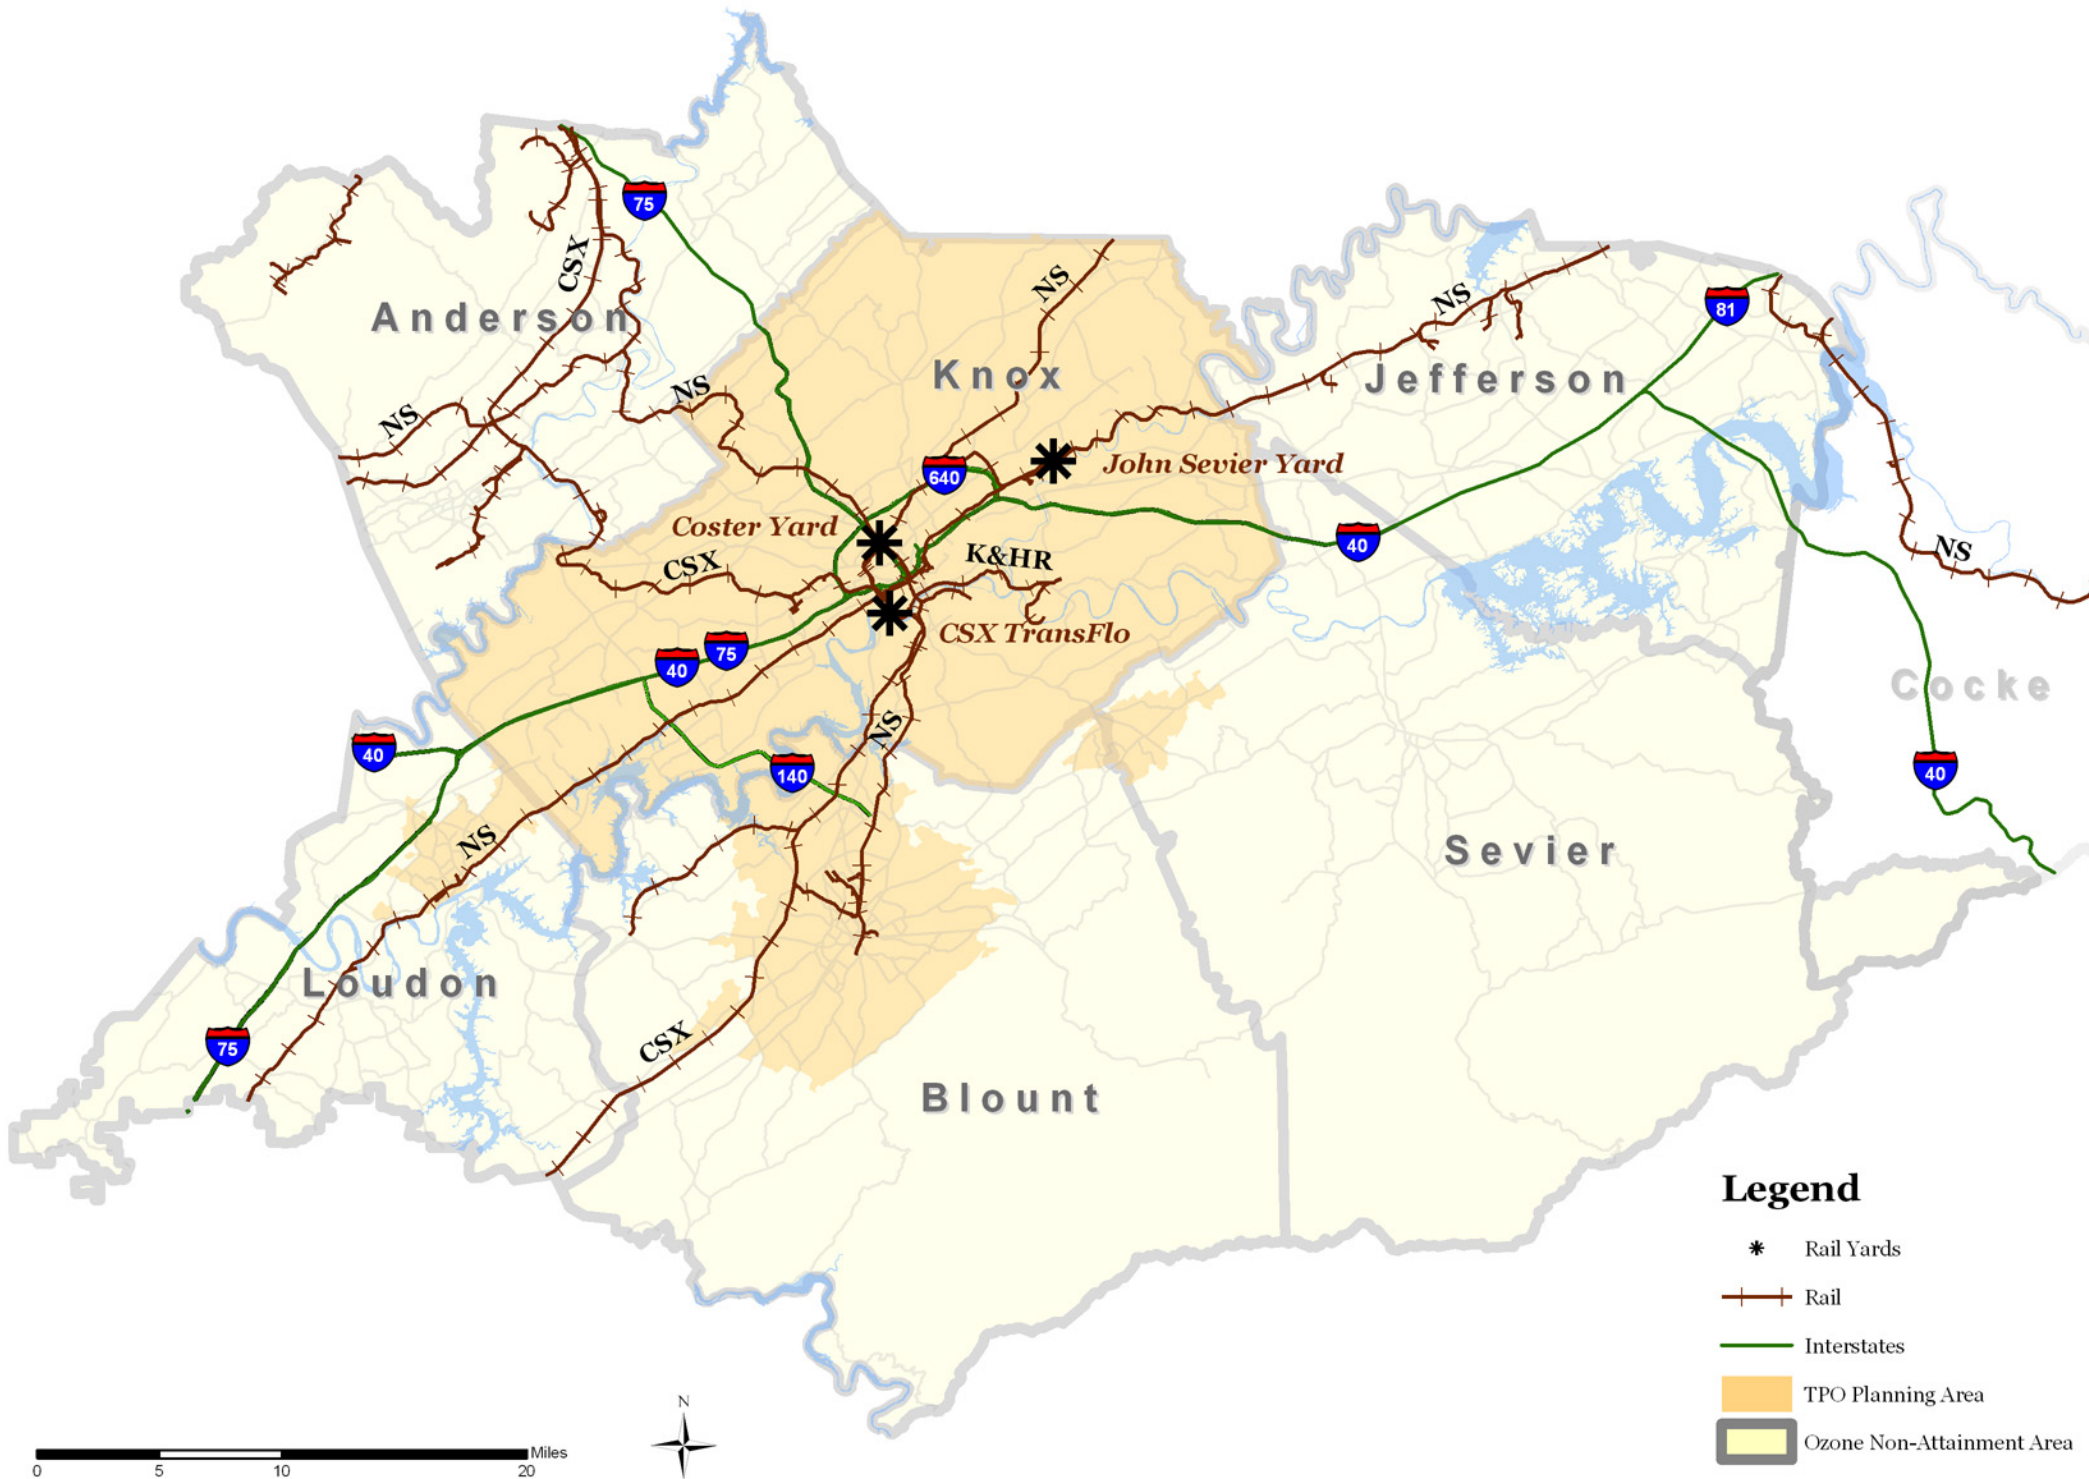 75
CSX
Anderson
NS
NS
NS
Knox
NS
Jefferson
81
640
John Sevier Yard
Coster Yard
CSX
K&HR
40
NS
CSX TransFlo
40
75
Cocke
40
140
NS
40
NS
Sevier
Loudon
75
CSX
Blount
Legend
Rail Yards
Rail
Interstates
TPO Planning Area
Ozone Non-Attainment Area
N
Miles
0 5 10 20